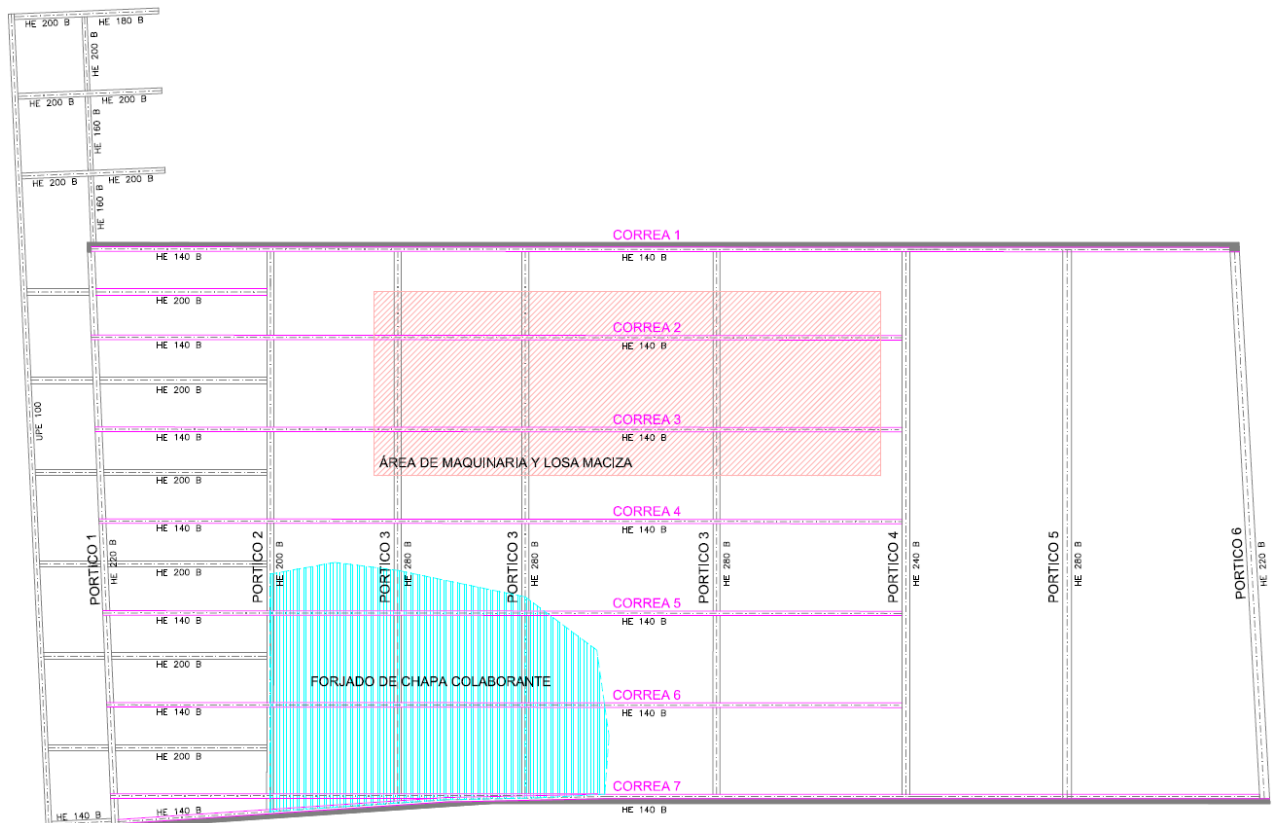 HE 200 B
HE 180 B
HE 200 B
HE 200 B
HE 200 B
HE 160 B
HE 200 B
HE 200 B
HE 160 B
CORREA 1
HE 140 B
HE 140 B
HE 200 B
CORREA 2
HE 140 B
HE 140 B
HE 200 B
UPE 100
CORREA 3
HE 140 B
HE 140 B
ÁREA DE MAQUINARIA Y LOSA MACIZA
HE 200 B
CORREA 4
HE 140 B
HE 140 B
PORTICO 1
HE 220 B
PORTICO 2
HE 200 B
PORTICO 3
HE 280 B
PORTICO 3
HE 280 B
PORTICO 3
HE 280 B
PORTICO 4
HE 240 B
PORTICO 5
HE 280 B
PORTICO 6
HE 220 B
HE 200 B
CORREA 5
HE 140 B
HE 140 B
HE 200 B
FORJADO DE CHAPA COLABORANTE
CORREA 6
HE 140 B
HE 140 B
HE 200 B
CORREA 7
HE 140 B
HE 140 B
HE 140 B